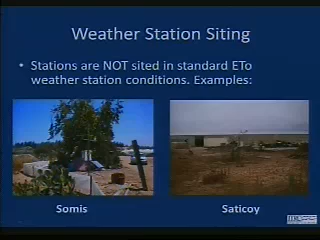 Weather Station Siting
• Stations are NOT sited in standard ETo
weather station conditions. Examples:
Somis
Saticoy